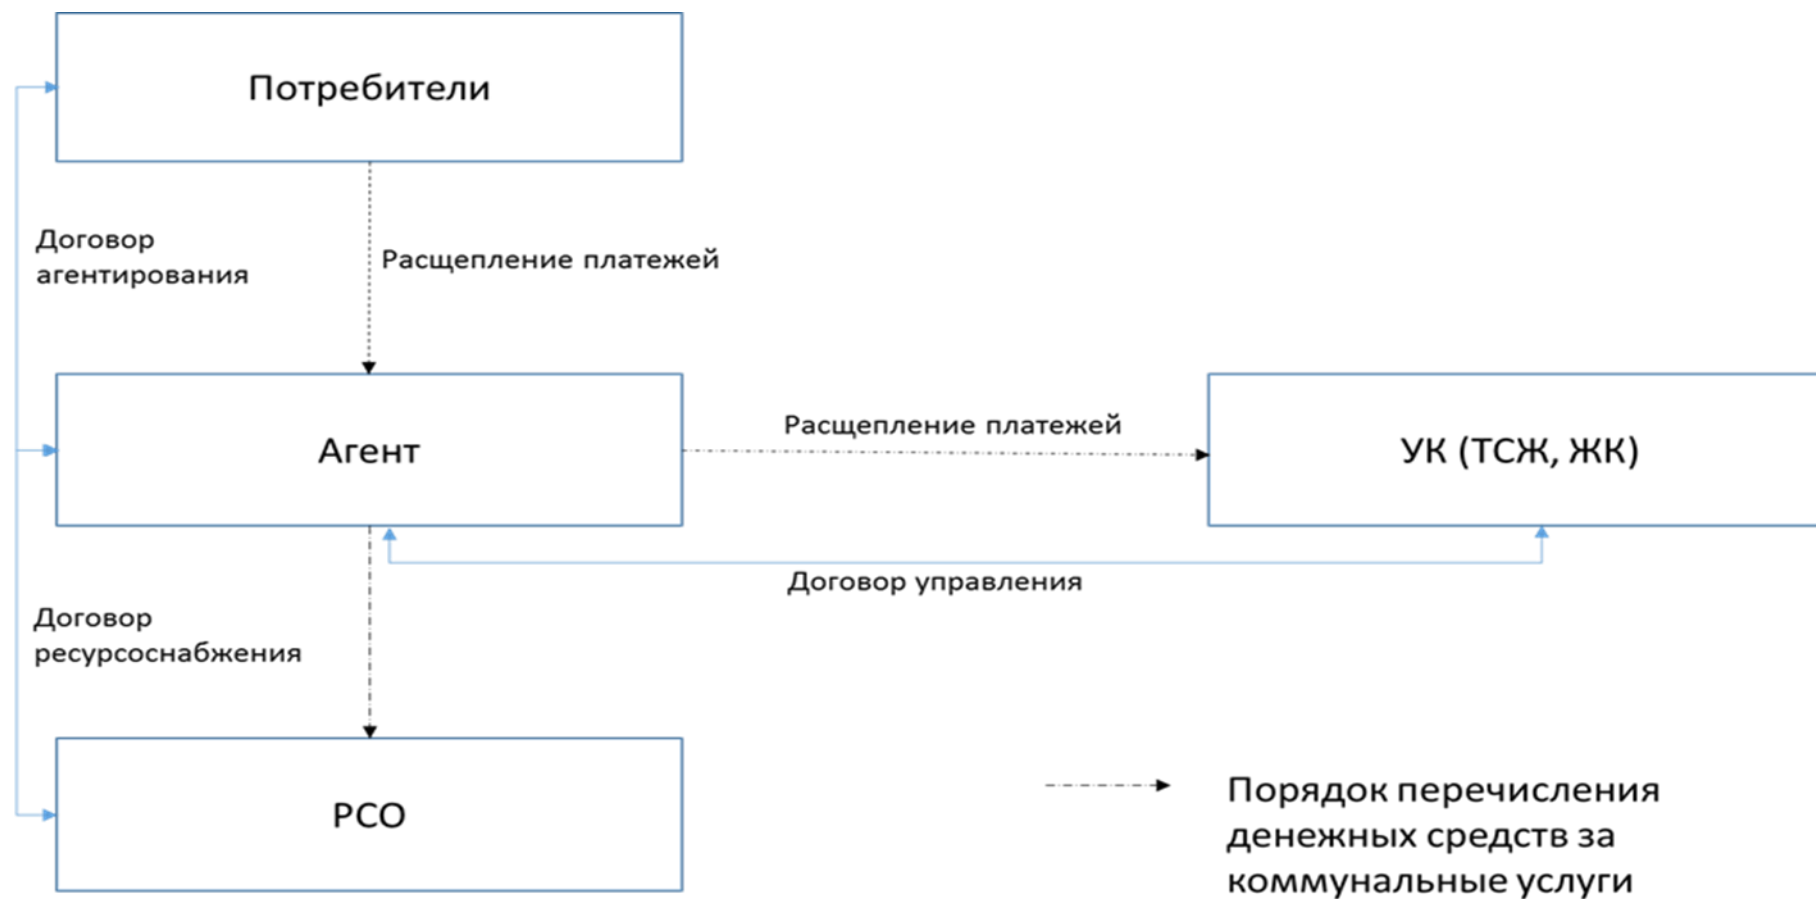 Потребители
Договор
агентирования
Расщепление платежей
Агент
Расщепление платежей
УК (ТСЖ, ЖК)
Договор управления
Договор
ресурсоснабжения
РСО
Порядок перечисления
денежных средств за
коммунальные услуги